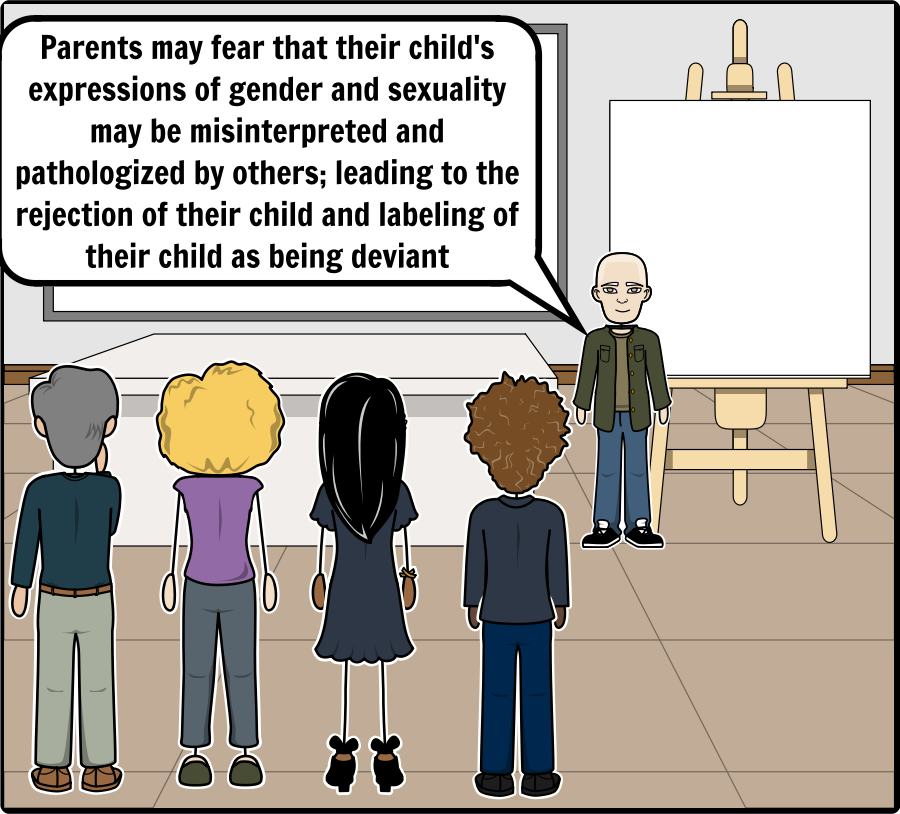 Parents may fear that their child's
expressions of gender and sexuality
may be misinterpreted and
pathologized by others; leading to the
rejection of their child and labeling of
their child as being deviant